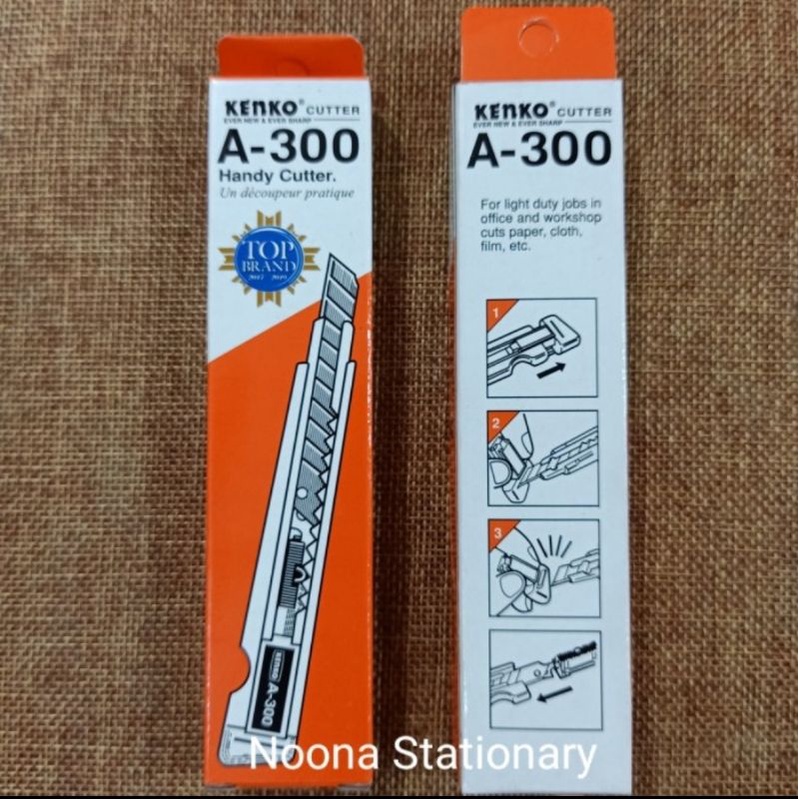 KENKO® CUTTER
EVER NEW & EVER SHARP
A-300
Handy Cutter.
Un découpeur pratique
TOP
BRAND
KENKO
A-300
KENKO® CUTTER
EVER NEW & EVER SHARP
A-300
For light duty jobs in
office and workshop
cuts paper, cloth,
film, etc.
1
2
3
Noona Stationary